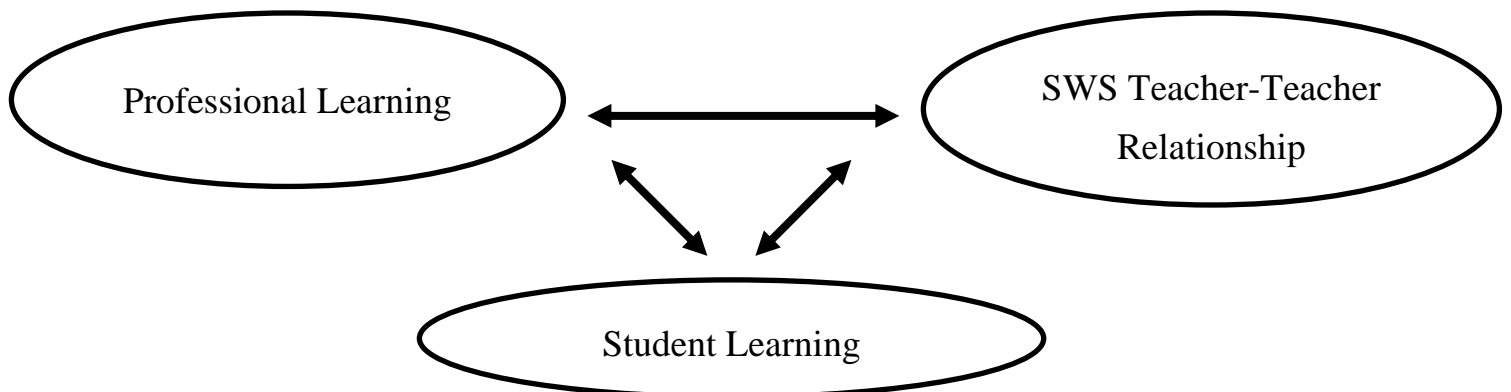 Professional Learning
SWS Teacher-Teacher
Relationship
Student Learning